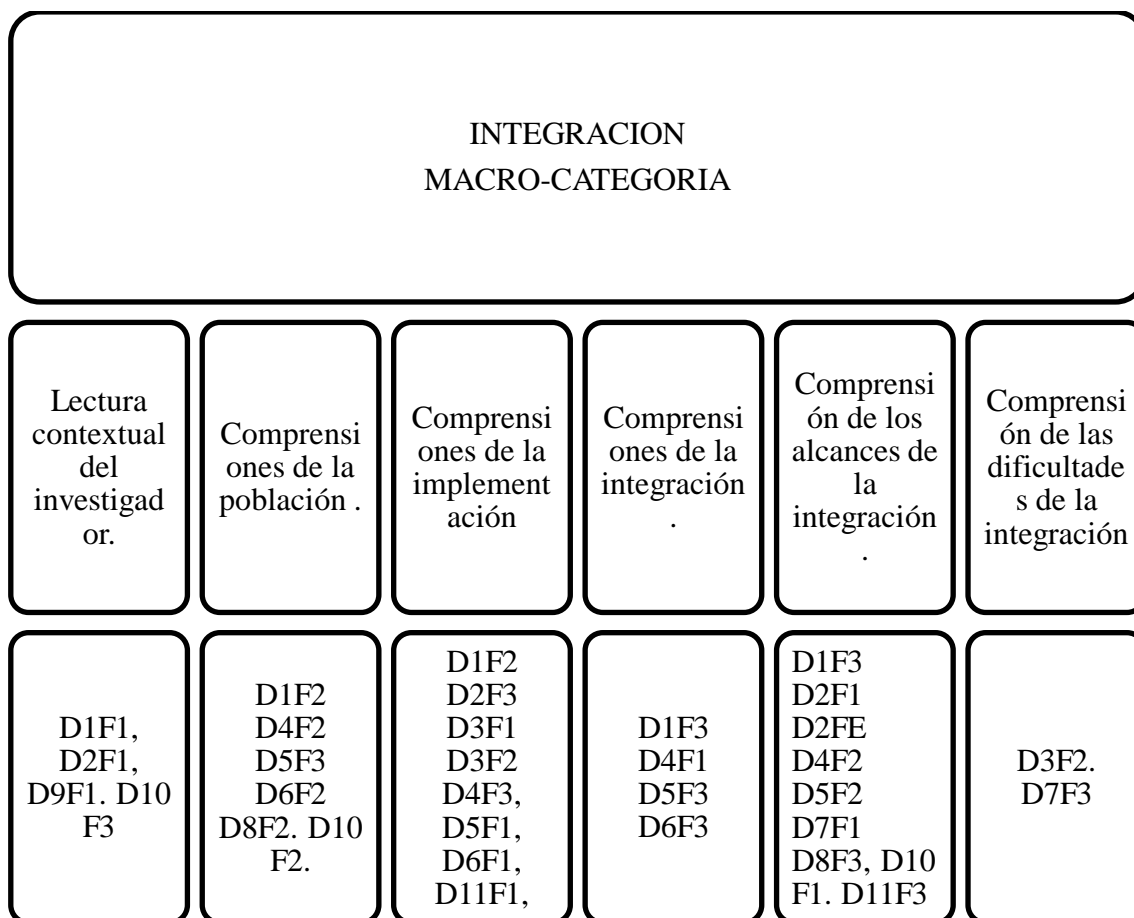 INTEGRACION
MACRO-CATEGORIA
Lectura
contextual
del
investigad
or.
Comprensi
ones de la
población .
Comprensi
ones de la
implement
ación
Comprensi
ones de la
integración
.
Comprensi
ón de los
alcances de
la
integración
.
Comprensi
ón de las
dificultade
s de la
integración
D1F1,
D2F1,
D9F1. D10
F3
D1F2
D4F2
D5F3
D6F2
D8F2. D10
F2.
D1F2
D2F3
D3F1
D3F2
D4F3,
D5F1,
D6F1,
D11F1,
D1F3
D4F1
D5F3
D6F3
D1F3
D2F1
D2FE
D4F2
D5F2
D7F1
D8F3, D10
F1. D11F3
D3F2.
D7F3